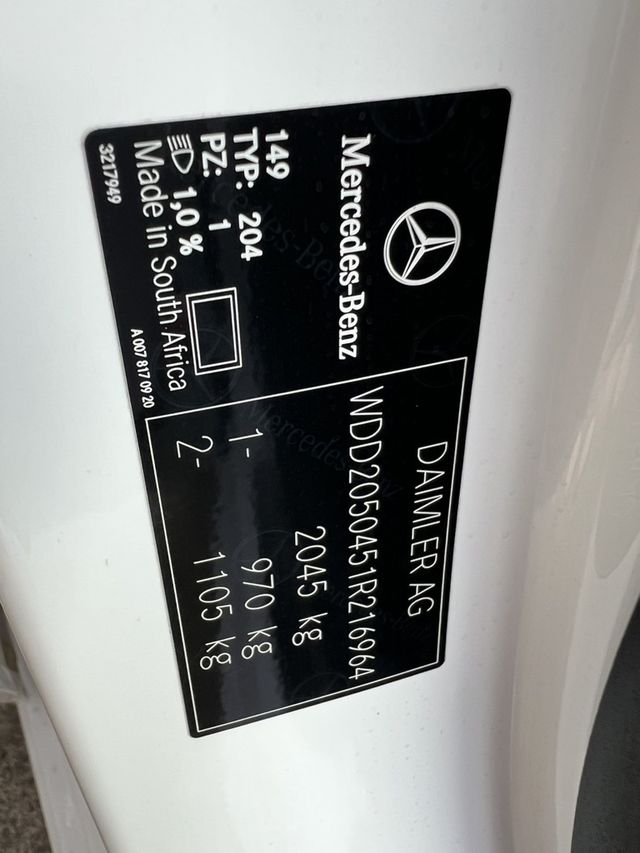 Mercedes-Benz
149
TYP: 204
PZ: 1
1,0 %
Made in South Africa
3217949
A 007 817 09 20
DAIMLER AG
WDD2050451R216964
2045 kg
1- 970 kg
2- 1105 kg